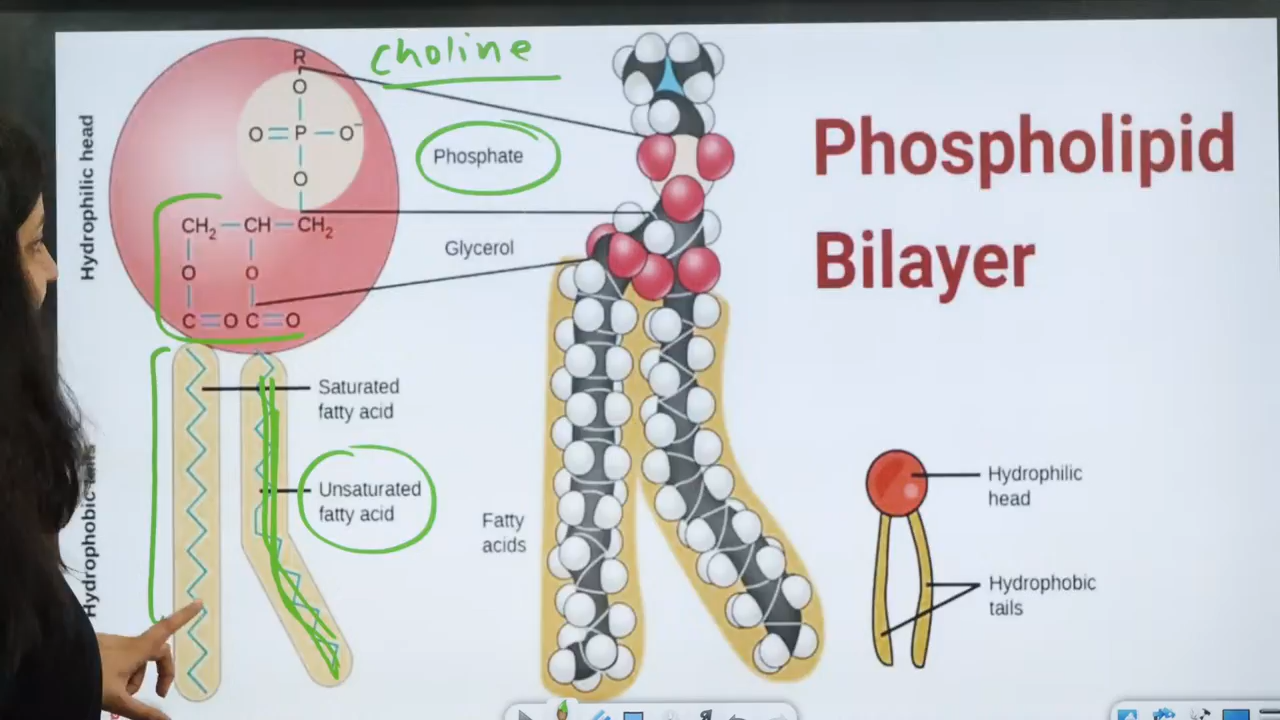 choline
Phospholipid
Bilayer
Hydrophilic head
R
O
O = P — O⁻
O
CH₂ — CH — CH₂
O O
C = O C = O
Phosphate
Glycerol
Saturated
fatty acid
Unsaturated
fatty acid
Hydrophobic
Fatty
acids
Hydrophilic
head
Hydrophobic
tails